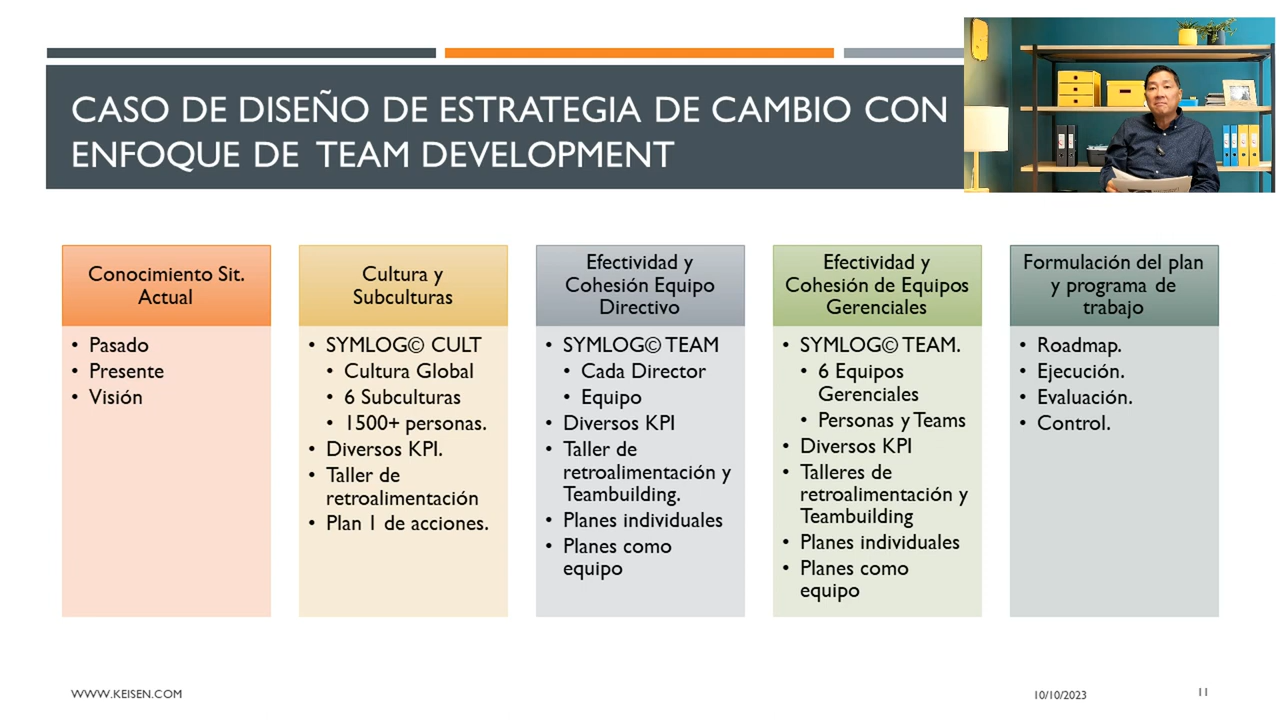 CASO DE DISEÑO DE ESTRATEGIA DE CAMBIO CON
ENFOQUE DE TEAM DEVELOPMENT
Conocimiento Sit.
Actual
• Pasado
• Presente
• Visión
Cultura y
Subculturas
• SYMLOG© CULT
• Cultura Global
• 6 Subculturas
• 1500+ personas.
• Diversos KPI.
• Taller de
retroalimentación
• Plan 1 de acciones.
Efectividad y
Cohesión Equipo
Directivo
• SYMLOG© TEAM
• Cada Director
• Equipo
• Diversos KPI
• Taller de
retroalimentación y
Teambuilding.
• Planes individuales
• Planes como
equipo
Efectividad y
Cohesión de Equipos
Gerenciales
• SYMLOG© TEAM.
• 6 Equipos
Gerenciales
• Personas y Teams
• Diversos KPI
• Talleres de
retroalimentación y
Teambuilding
• Planes individuales
• Planes como
equipo
Formulación del plan
y programa de
trabajo
• Roadmap.
• Ejecución.
• Evaluación.
• Control.
WWW.KEISEN.COM
10/10/2023
11